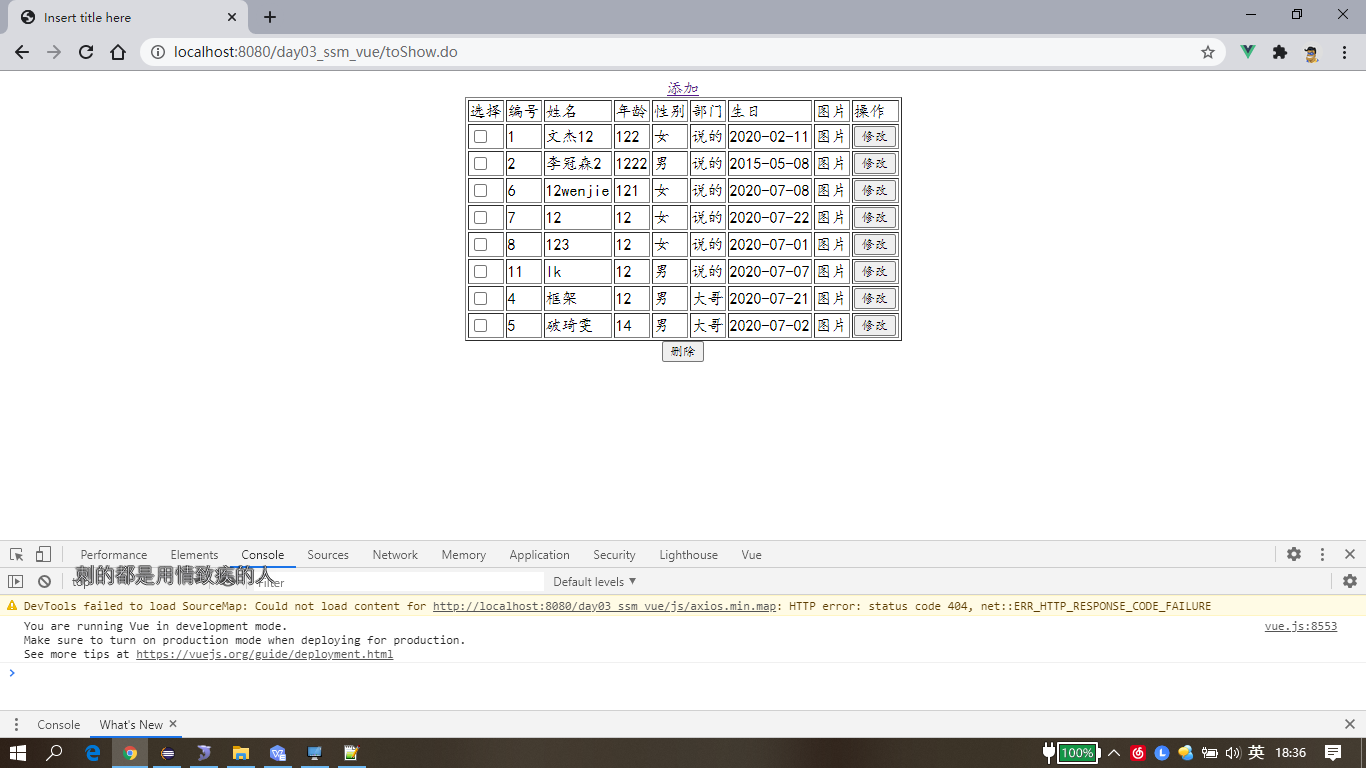 Insert title here
localhost:8080/day03_ssm_vue/toShow.do
添加
选择 编号 姓名 年龄 性别 部门 生日 图片 操作
1 文杰12 122 女 说的 2020-02-11 图片 修改
2 李冠森2 1222 男 说的 2015-05-08 图片 修改
6 12wenjie 121 女 说的 2020-07-08 图片 修改
7 12 12 女 说的 2020-07-22 图片 修改
8 123 12 女 说的 2020-07-01 图片 修改
11 lk 12 男 说的 2020-07-07 图片 修改
4 框架 12 男 大哥 2020-07-21 图片 修改
5 破琦雯 14 男 大哥 2020-07-02 图片 修改
删除
Performance Elements Console Sources Network Memory Application Security Lighthouse Vue
刺的都是用情致疯的人
top Filter Default levels ▼
DevTools failed to load SourceMap: Could not load content for http://localhost:8080/day03_ssm_vue/js/axios.min.map: HTTP error: status code 404, net::ERR_HTTP_RESPONSE_CODE_FAILURE
You are running Vue in development mode. vue.js:8553
Make sure to turn on production mode when deploying for production.
See more tips at https://vuejs.org/guide/deployment.html
Console What's New
100% 英 18:36